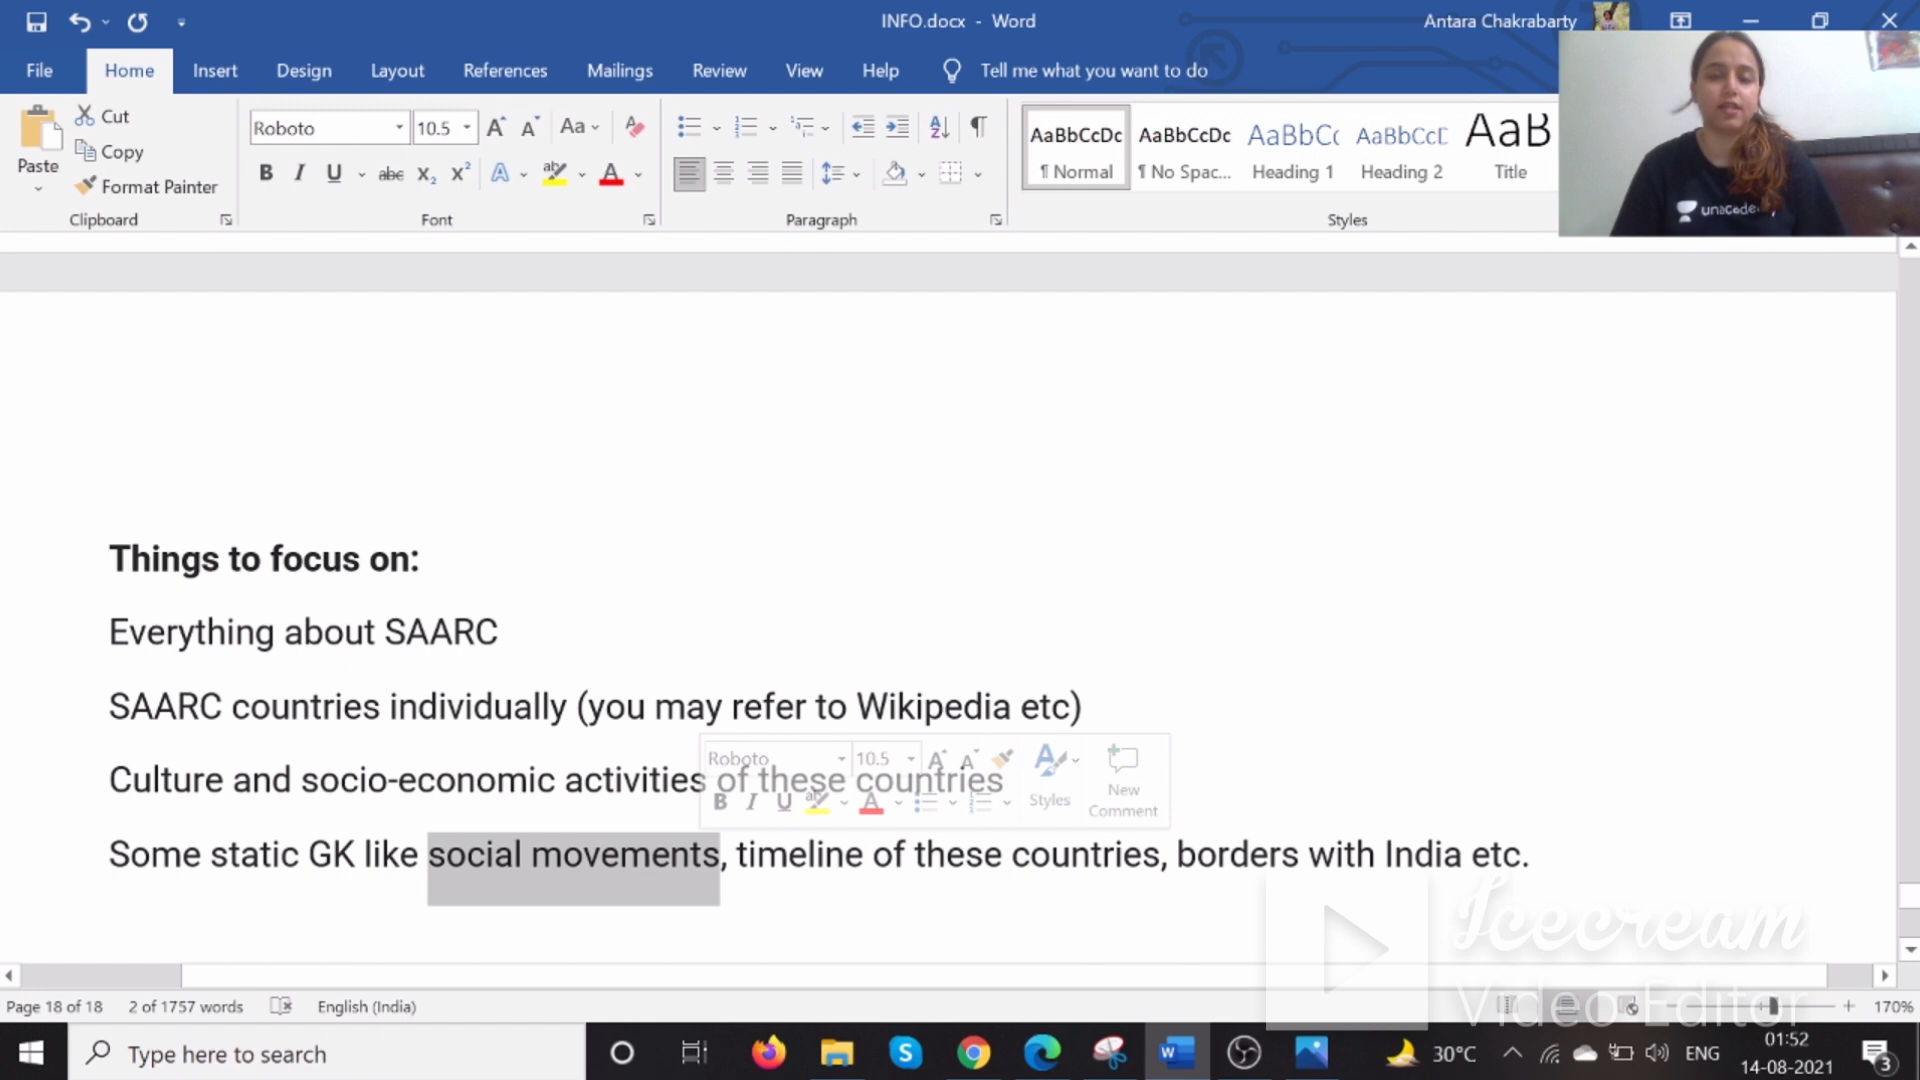 INFO.docx - Word
Antara Chakrabarty
File Home Insert Design Layout References Mailings Review View Help Tell me what you want to do
Paste
Cut
Copy
Format Painter
Clipboard
Roboto 10.5
Font
Paragraph
AaBbCcDc AaBbCcDc AaBbCc AaBbCcD AaB
¶ Normal ¶ No Spac... Heading 1 Heading 2 Title
Styles
Things to focus on:
Everything about SAARC
SAARC countries individually (you may refer to Wikipedia etc)
Roboto 10.5
Culture and socio-economic activities of these countries
Styles New Comment
Some static GK like social movements, timeline of these countries, borders with India etc.
Icecream
Video Editor
Page 18 of 18 2 of 1757 words English (India) 170%
Type here to search
30°C ENG
01:52
14-08-2021
3